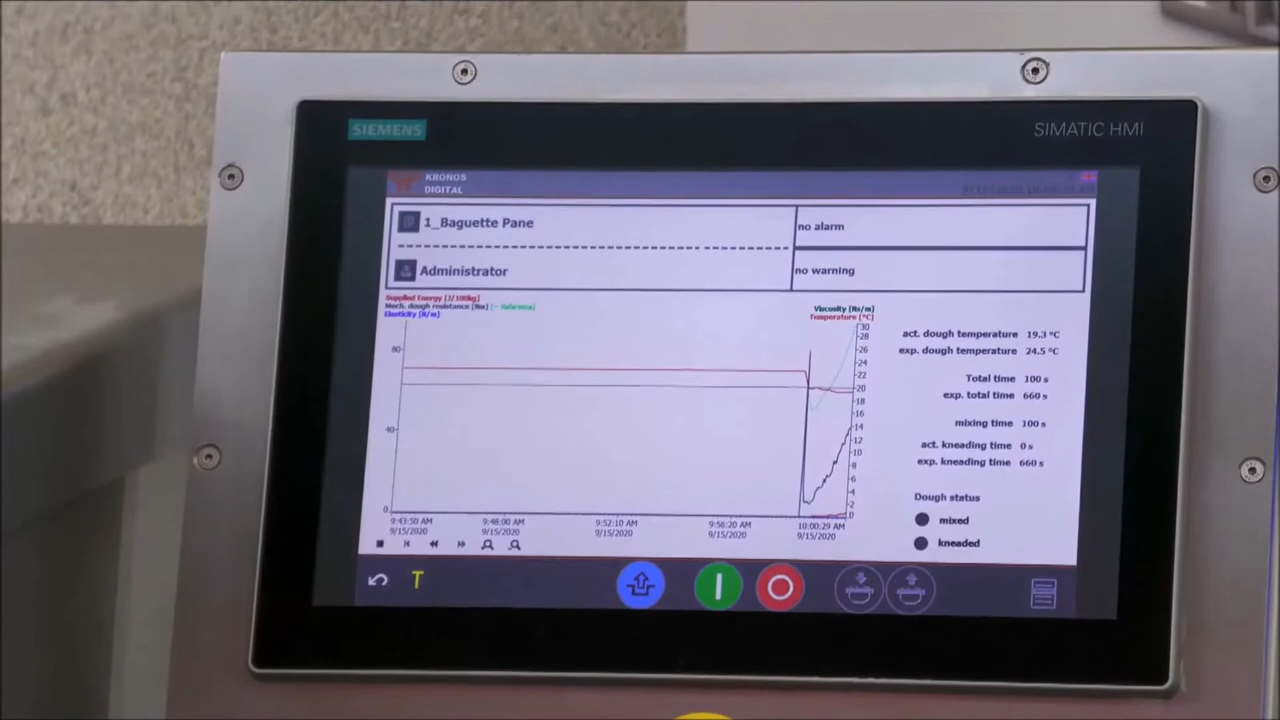 SIEMENS
SIMATIC HMI
KRONOS
DIGITAL
1_Baguette Pane
no alarm
Administrator
no warning
Supplied Energy [J/100kg]
Mech. dough resistance [Nm] (-- Reference)
Elasticity [N/m]
Viscosity [Ns/m]
Temperature [°C]
80
40
0
30
28
26
24
22
20
18
16
14
12
10
8
6
4
2
0
9:43:50 AM
9/15/2020
9:48:00 AM
9/15/2020
9:52:10 AM
9/15/2020
9:56:20 AM
9/15/2020
10:00:29 AM
9/15/2020
act. dough temperature 19.3 °C
exp. dough temperature 24.5 °C
Total time 100 s
exp. total time 660 s
mixing time 100 s
act. kneading time 0 s
exp. kneading time 660 s
Dough status
mixed
kneaded
T